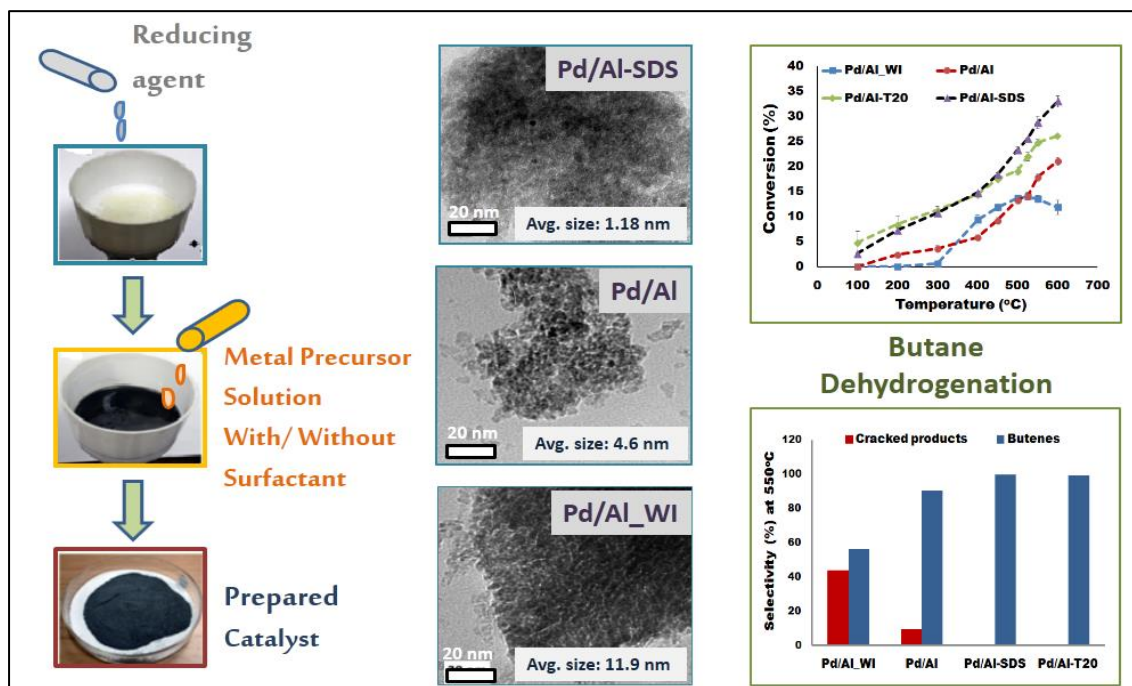 Reducing
agent
Metal Precursor
Solution
With/ Without
Surfactant
Prepared
Catalyst
Pd/Al-SDS
20 nm
Avg. size: 1.18 nm
Pd/Al
20 nm
Avg. size: 4.6 nm
Pd/Al_WI
20 nm
Avg. size: 11.9 nm
Pd/Al_WI
Pd/Al
Pd/Al-T20
Pd/Al-SDS
Conversion (%)
40
35
30
25
20
15
10
5
0
0 100 200 300 400 500 600 700
Temperature (°C)
Butane
Dehydrogenation
Cracked products
Butenes
Selectivity (%) at 550°C
120
100
80
60
40
20
0
Pd/Al_WI Pd/Al Pd/Al-SDS Pd/Al-T20